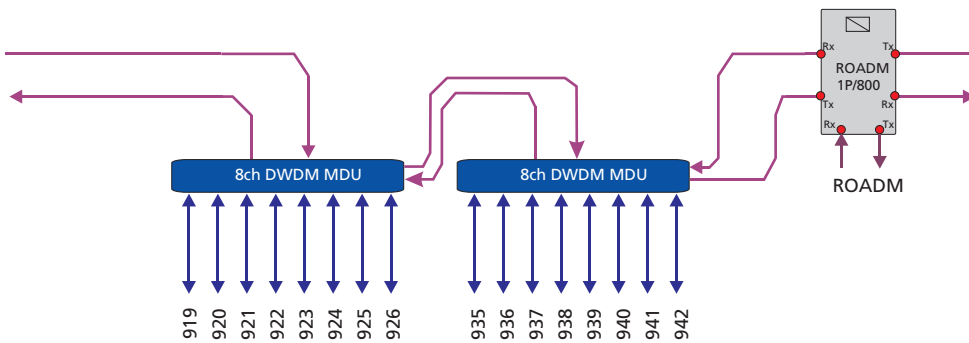 Rx Tx
ROADM
1P/800
Tx Rx
Rx Tx
8ch DWDM MDU 8ch DWDM MDU
ROADM
919 920 921 922 923 924 925 926 935 936 937 938 939 940 941 942